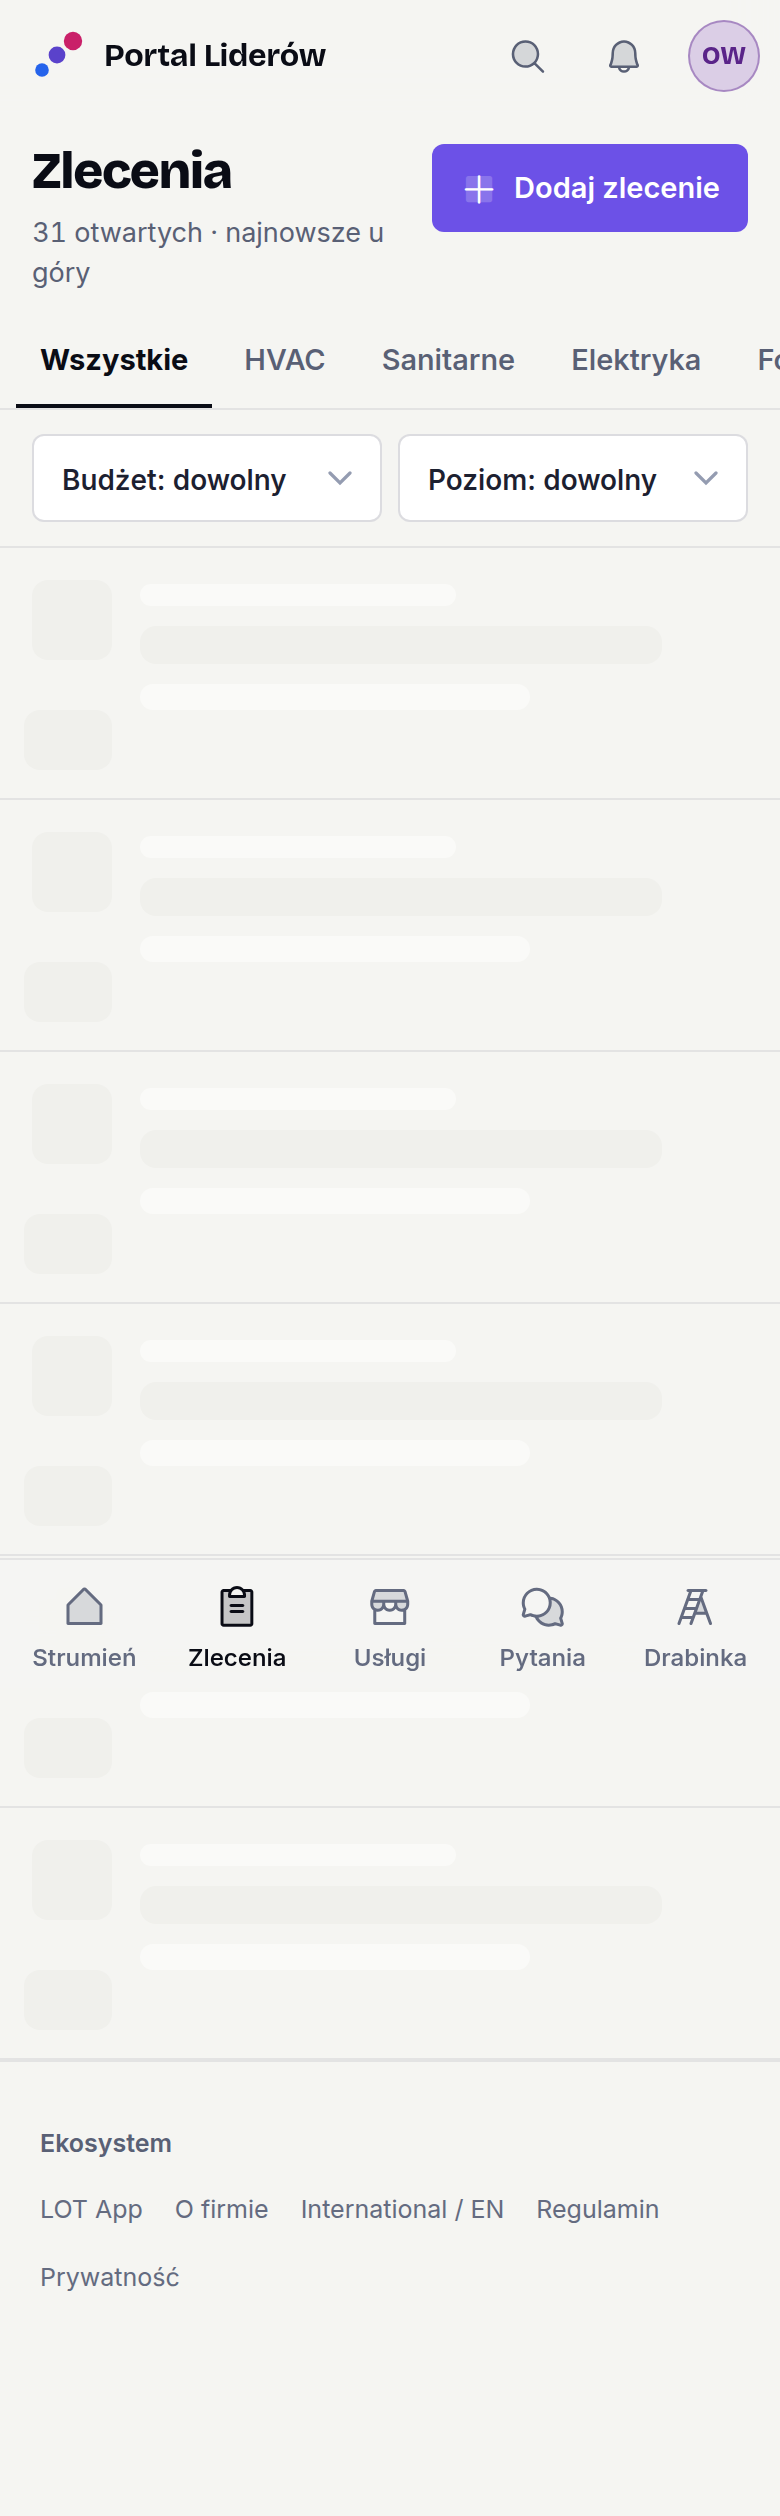 Portal Liderów
OW
Zlecenia
Dodaj zlecenie
31 otwartych · najnowsze u
góry
Wszystkie HVAC Sanitarne Elektryka Fo
Budżet: dowolny
Poziom: dowolny
Strumień Zlecenia Usługi Pytania Drabinka
Ekosystem
LOT App O firmie International / EN Regulamin
Prywatność